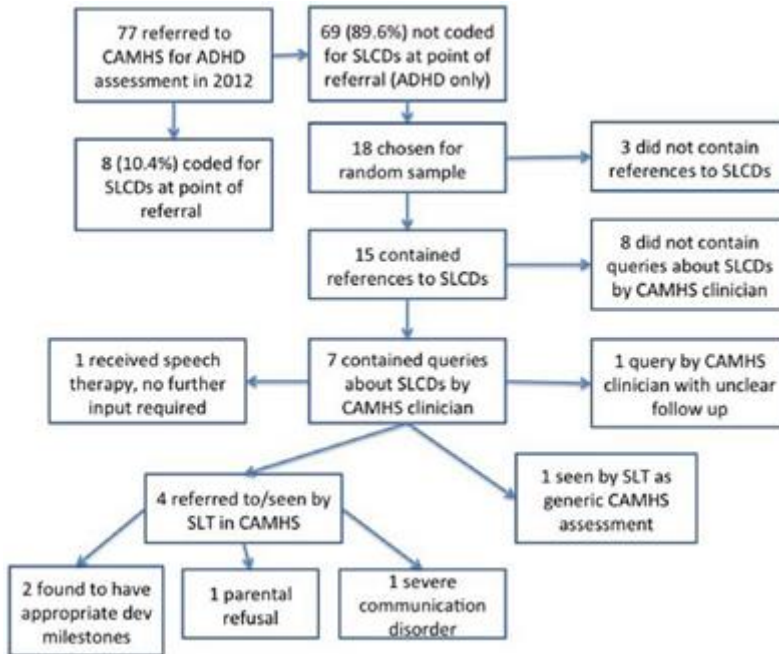 77 referred to
CAMHS for ADHD
assessment in 2012
69 (89.6%) not coded
for SLCDs at point of
referral (ADHD only)
8 (10.4%) coded for
SLCDs at point of
referral
18 chosen for
random sample
3 did not contain
references to SLCDs
15 contained
references to SLCDs
8 did not contain
queries about SLCDs
by CAMHS clinician
1 received speech
therapy, no further
input required
7 contained queries
about SLCDs by
CAMHS clinician
1 query by CAMHS
clinician with unclear
follow up
4 referred to/seen by
SLT in CAMHS
1 seen by SLT as
generic CAMHS
assessment
2 found to have
appropriate dev
milestones
1 parental
refusal
1 severe
communication
disorder